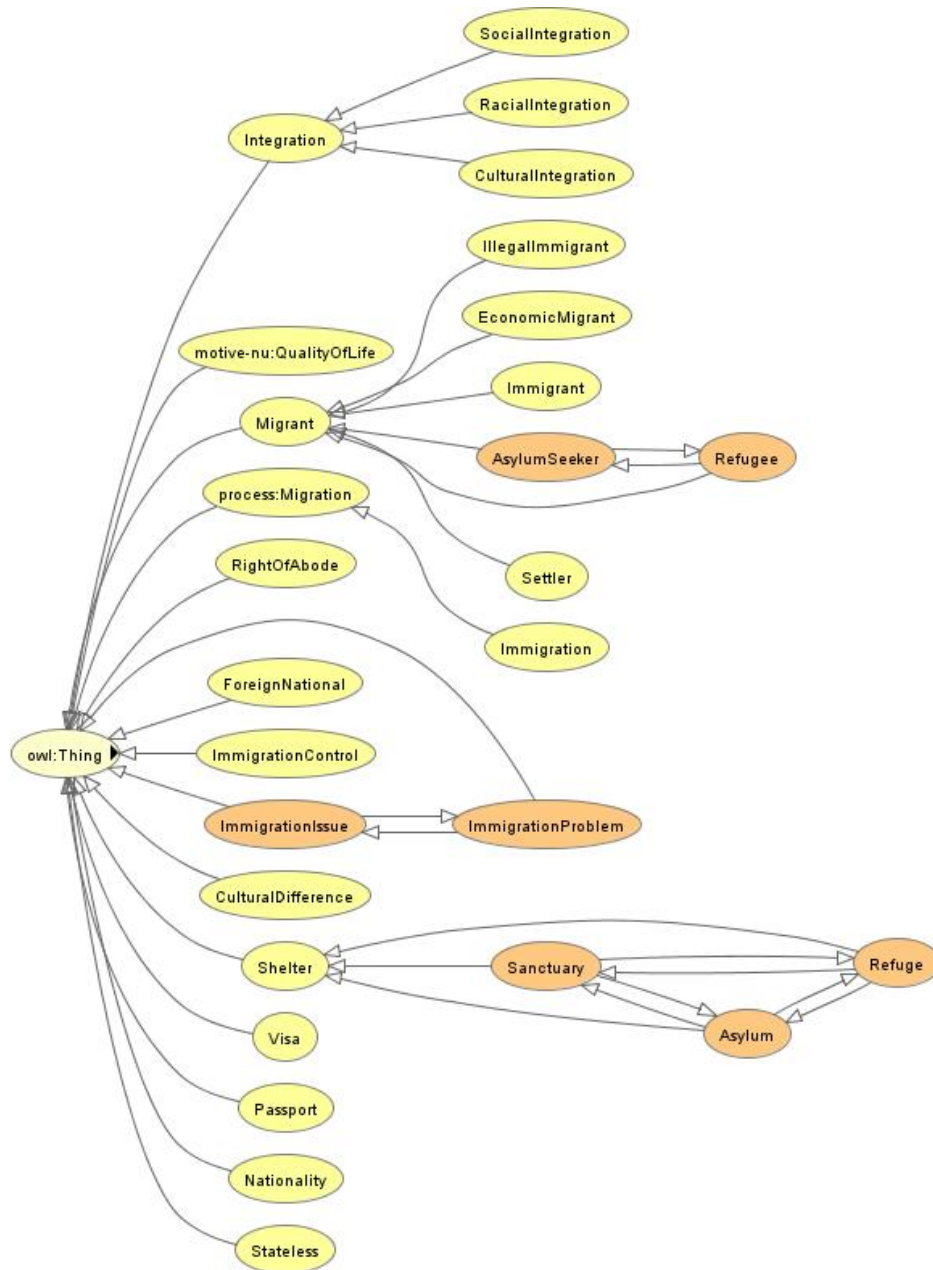 SocialIntegration
RacialIntegration
Integration
CulturalIntegration
IllegalImmigrant
EconomicMigrant
motive-nu:QualityOfLife
Immigrant
Migrant
AsylumSeeker
Refugee
process:Migration
RightOfAbode
Settler
Immigration
ForeignNational
owl:Thing
ImmigrationControl
ImmigrationIssue
ImmigrationProblem
CulturalDifference
Shelter
Sanctuary
Refuge
Visa
Asylum
Passport
Nationality
Stateless